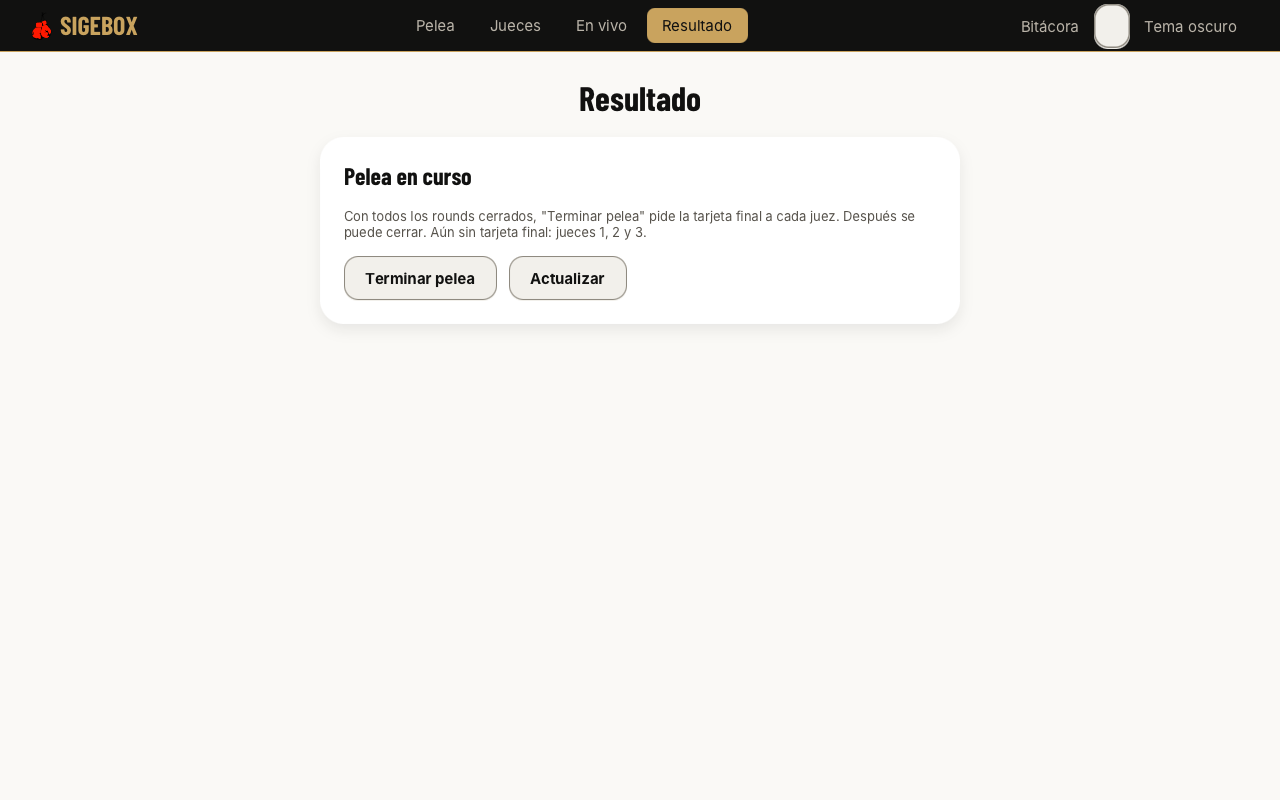 SIGEBOX
Pelea
Jueces
En vivo
Resultado
Bitácora
Tema oscuro
Resultado
Pelea en curso
Con todos los rounds cerrados, "Terminar pelea" pide la tarjeta final a cada juez. Después se
puede cerrar. Aún sin tarjeta final: jueces 1, 2 y 3.
Terminar pelea
Actualizar